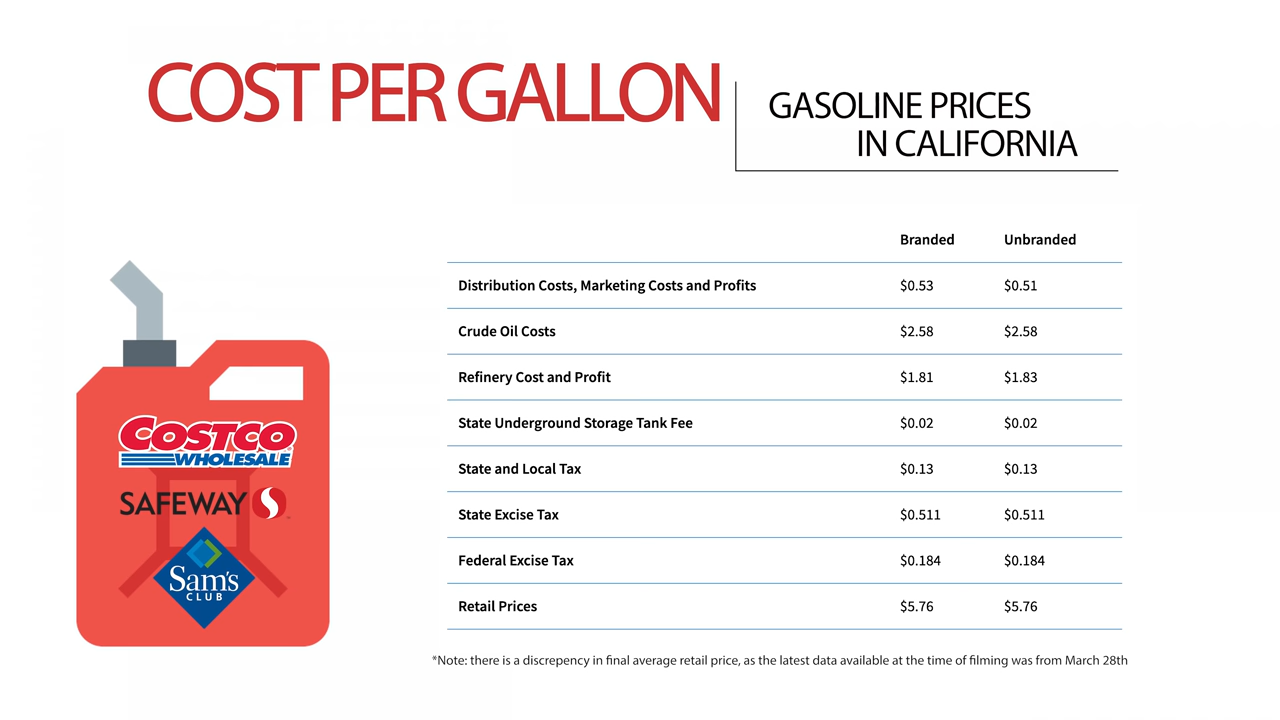 COST PER GALLON
GASOLINE PRICES
IN CALIFORNIA
Branded Unbranded
Distribution Costs, Marketing Costs and Profits $0.53 $0.51
Crude Oil Costs $2.58 $2.58
Refinery Cost and Profit $1.81 $1.83
State Underground Storage Tank Fee $0.02 $0.02
State and Local Tax $0.13 $0.13
State Excise Tax $0.511 $0.511
Federal Excise Tax $0.184 $0.184
Retail Prices $5.76 $5.76
*Note: there is a discrepency in final average retail price, as the latest data available at the time of filming was from March 28th
COSTCO
WHOLESALE
SAFEWAY
Sam's
CLUB